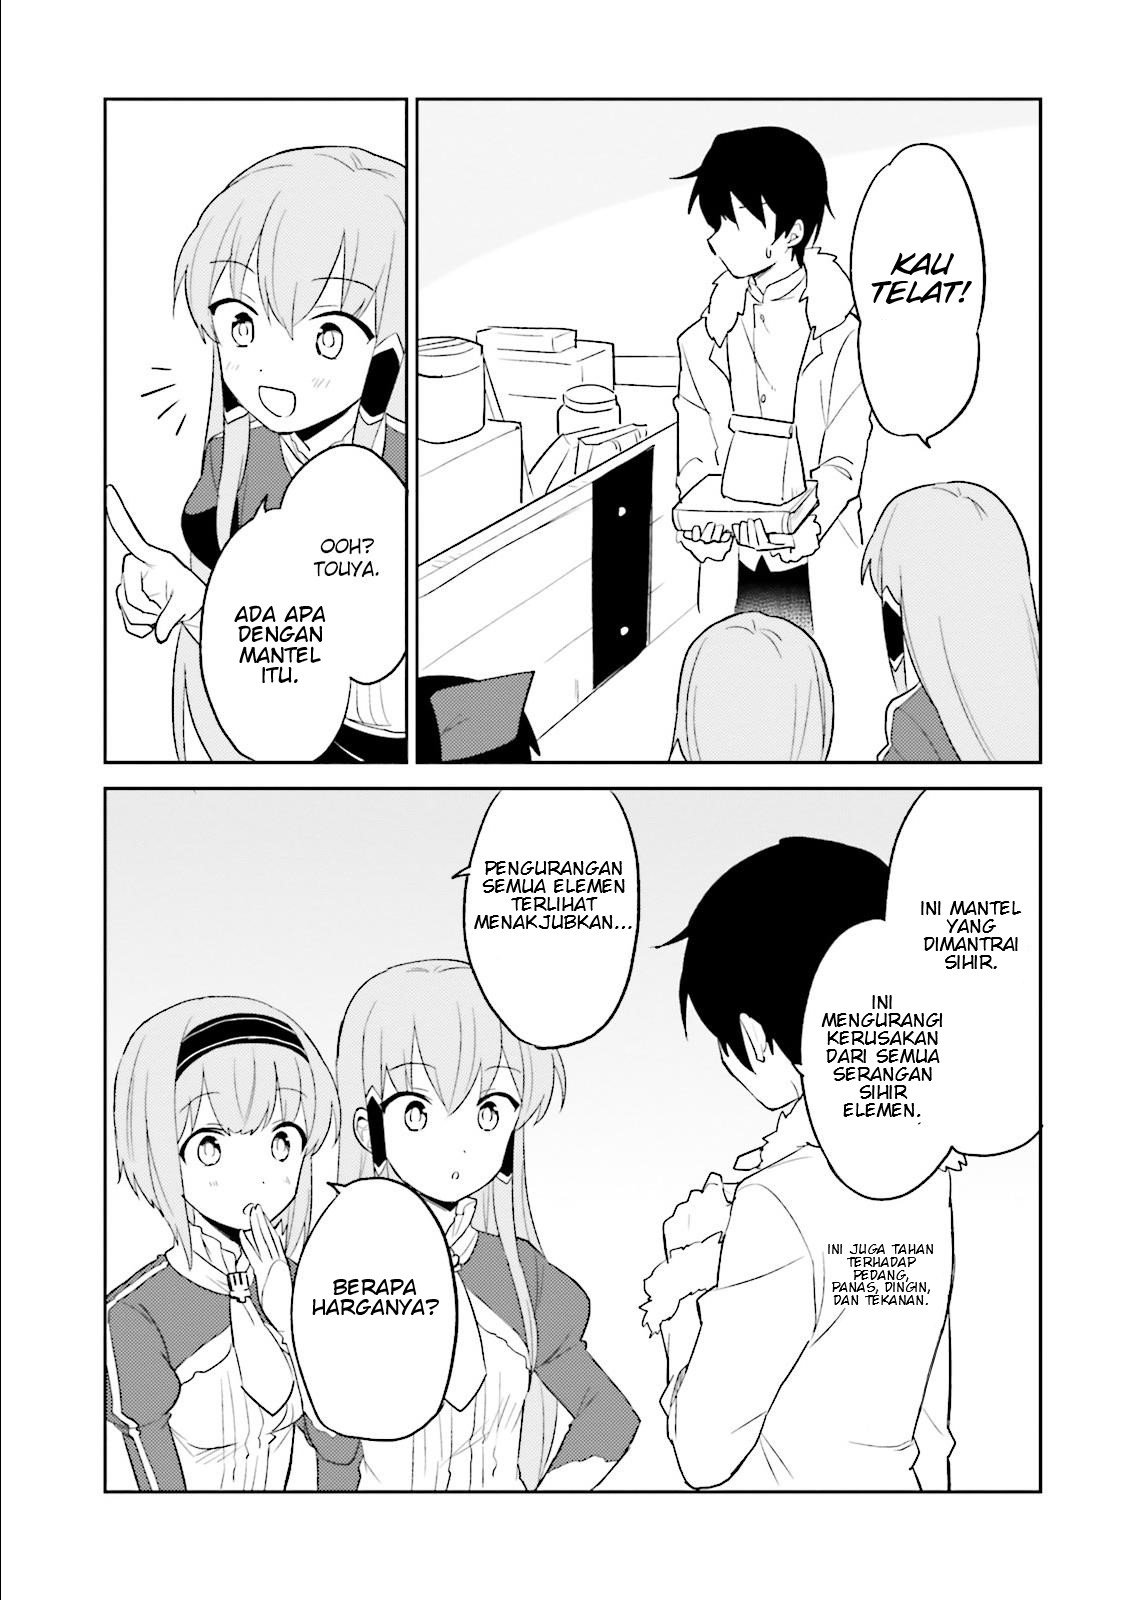 KAU
TELAT!
OOH?
TOUYA.
ADA APA
DENGAN
MANTEL
ITU.
INI MANTEL
YANG
DIMANTRAI
SIHIR.
INI
MENGURANGI
KERUSAKAN
DARI SEMUA
SERANGAN
SIHIR
ELEMEN.
INI JUGA TAHAN
TERHADAP
PEDANG,
PANAS, DINGIN,
DAN TEKANAN.
PENGURANGAN
SEMUA ELEMEN
TERLIHAT
MENAKJUBKAN...
BERAPA
HARGANYA?